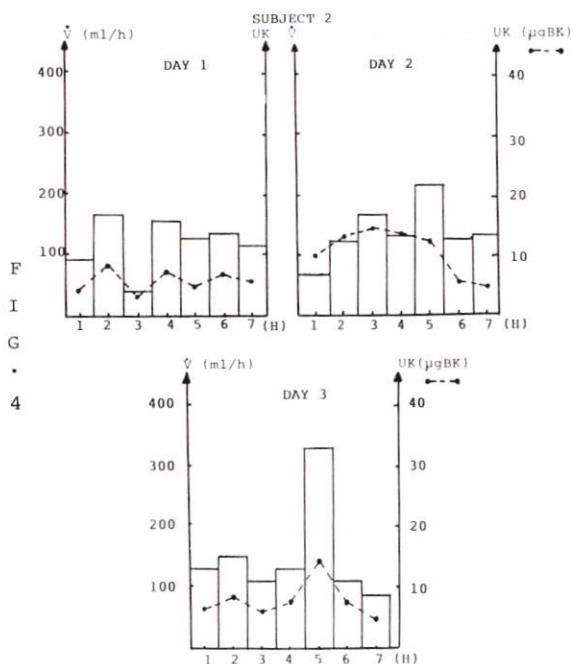 SUBJECT 2
V̇ (ml/h) UK V̇ UK (µgBK)
DAY 1 DAY 2
400 40
300 30
200 20
100 10
1 2 3 4 5 6 7 (H) 1 2 3 4 5 6 7 (H)
FIG.4
V̇ (ml/h) UK(µgBK)
DAY 3
400 40
300 30
200 20
100 10
1 2 3 4 5 6 7 (H)